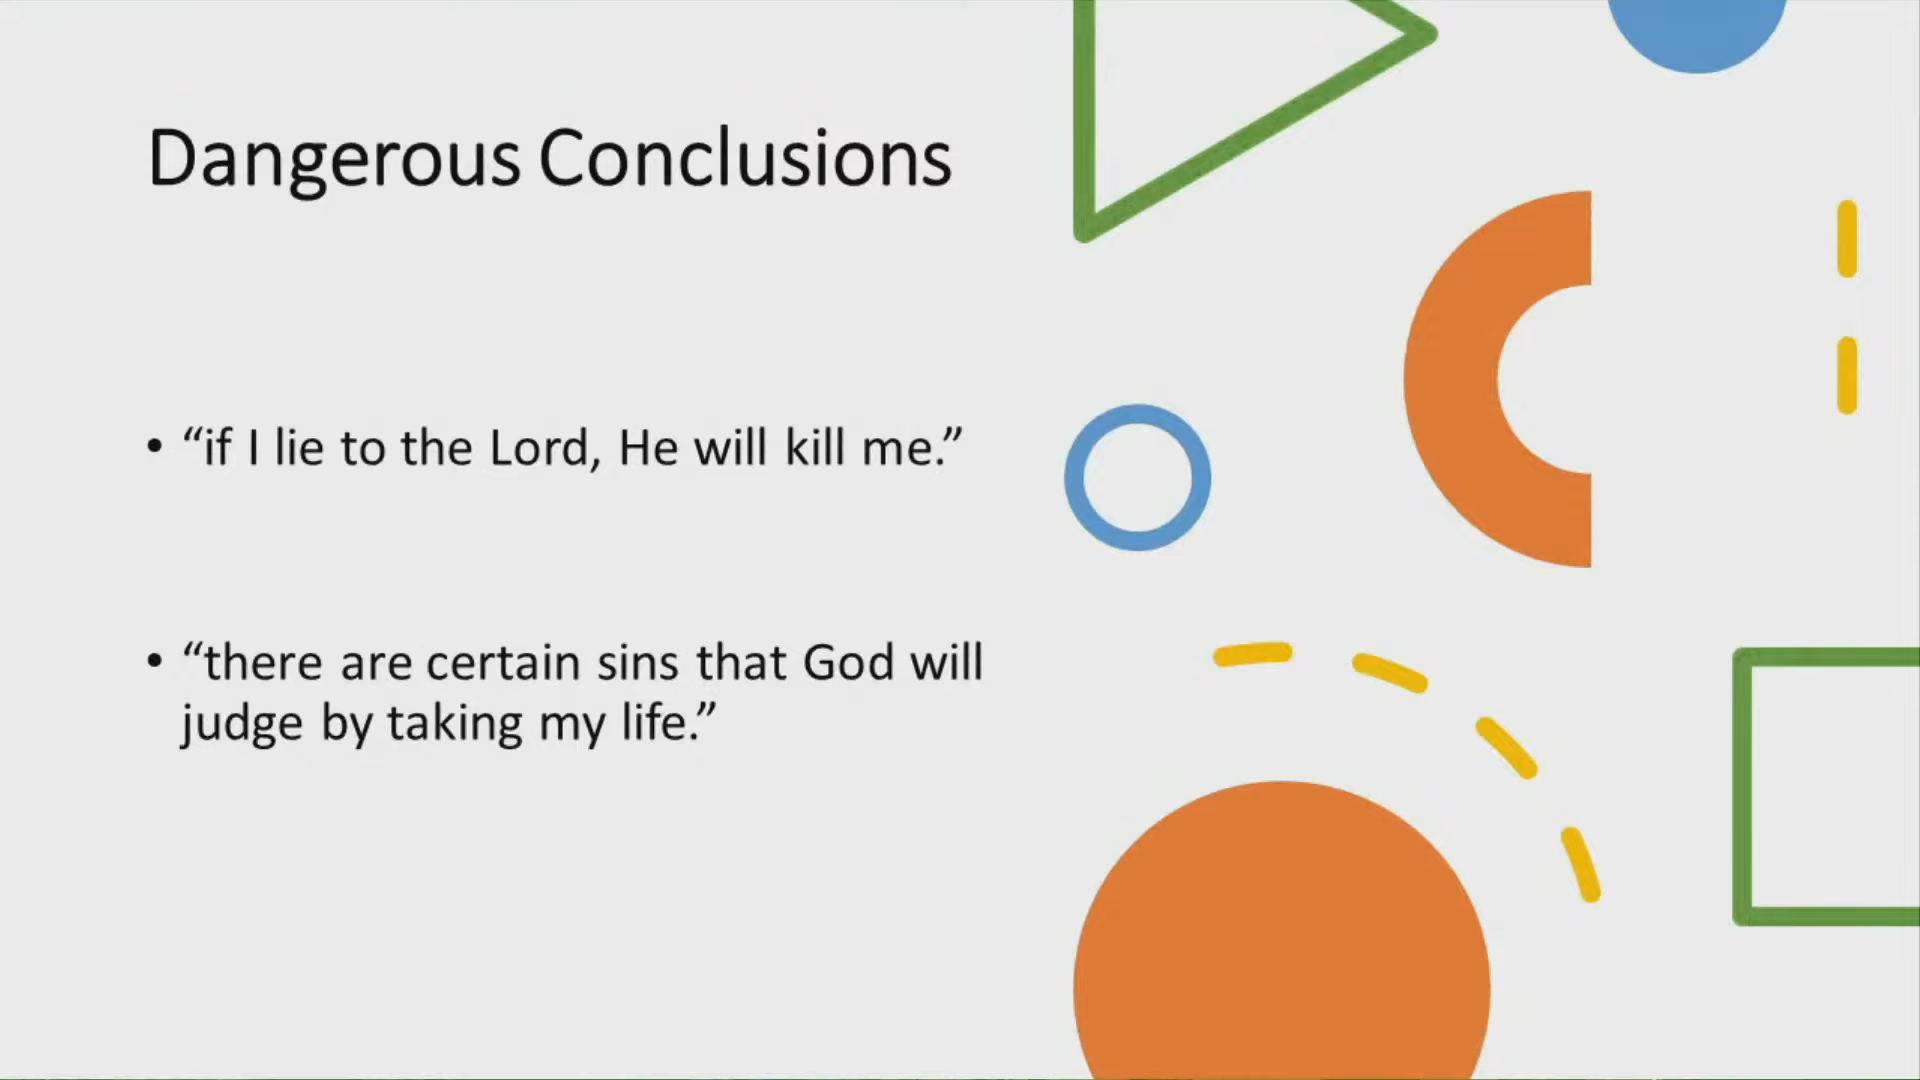 Dangerous Conclusions
• “if I lie to the Lord, He will kill me.”
• “there are certain sins that God will
judge by taking my life.”